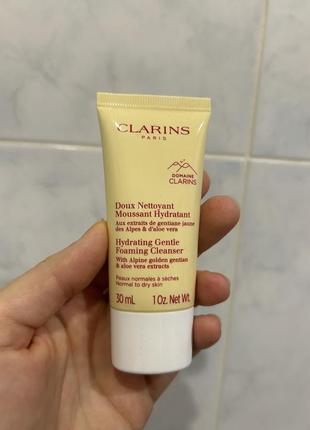 CLARINS
PARIS
DOMAINE
CLARINS
Doux Nettoyant
Moussant Hydratant
Aux extraits de gentiane jaune
des Alpes & d'aloe vera
Hydrating Gentle
Foaming Cleanser
With Alpine golden gentian
& aloe vera extracts
Peaux normales à sèches
Normal to dry skin
30 mL 1 Oz. Net Wt.